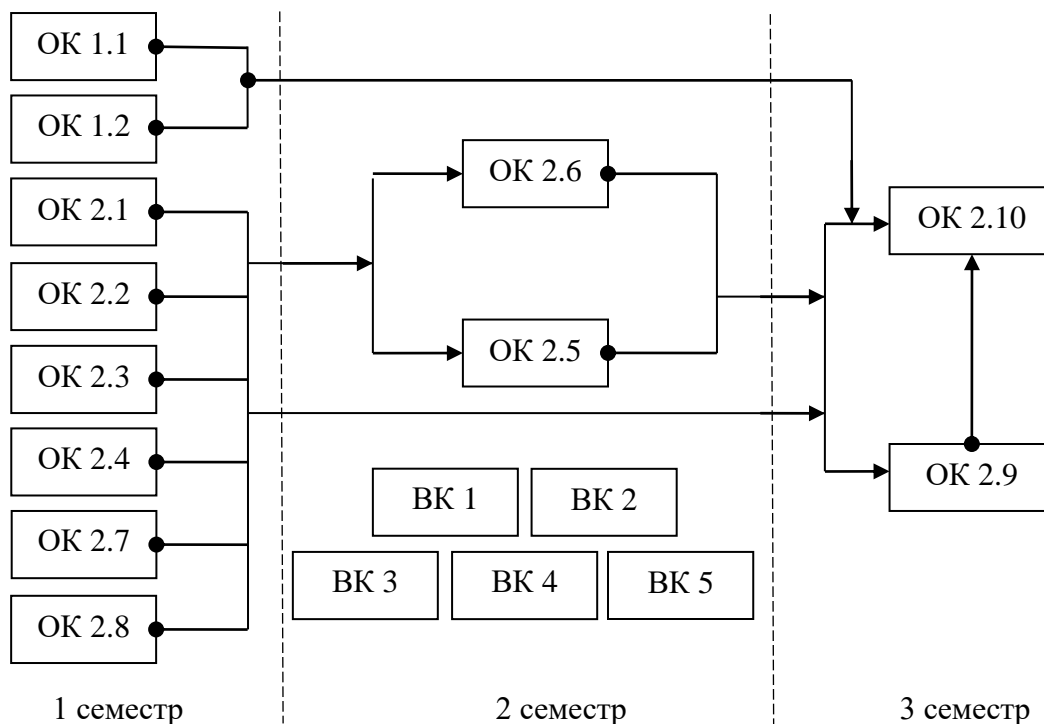 ОК 1.1
ОК 1.2
ОК 2.1
ОК 2.2
ОК 2.3
ОК 2.4
ОК 2.7
ОК 2.8
ОК 2.6
ОК 2.5
ВК 1 ВК 2
ВК 3 ВК 4 ВК 5
ОК 2.10
ОК 2.9
1 семестр 2 семестр 3 семестр